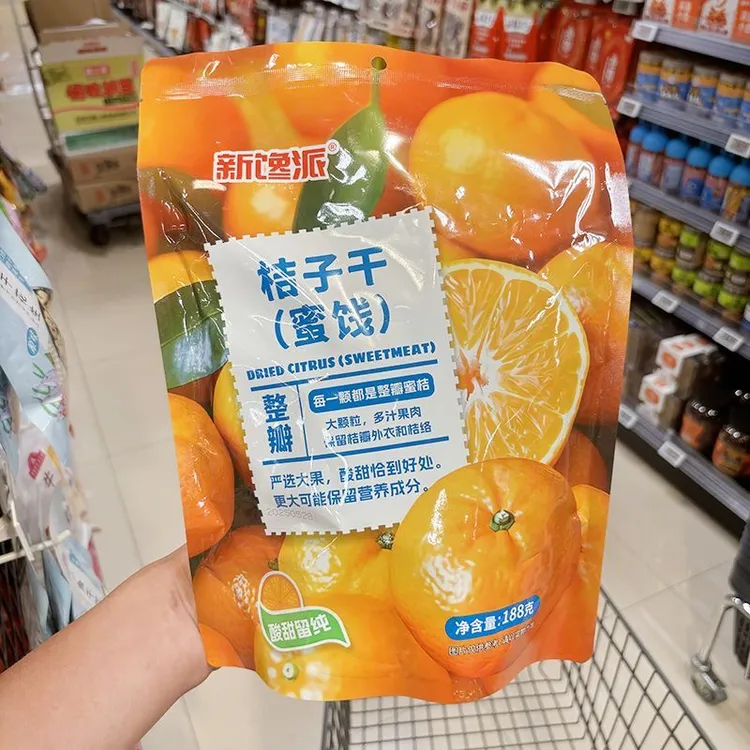 新馋派®
桔子干
(蜜饯)
DRIED CITRUS (SWEETMEAT)
整瓣
每一颗都是整瓣蜜桔
大颗粒，多汁果肉
保留桔瓣外衣和桔络
严选大果，酸甜恰到好处。
更大可能保留营养成分。
20250528
酸甜留纯
净含量:188克